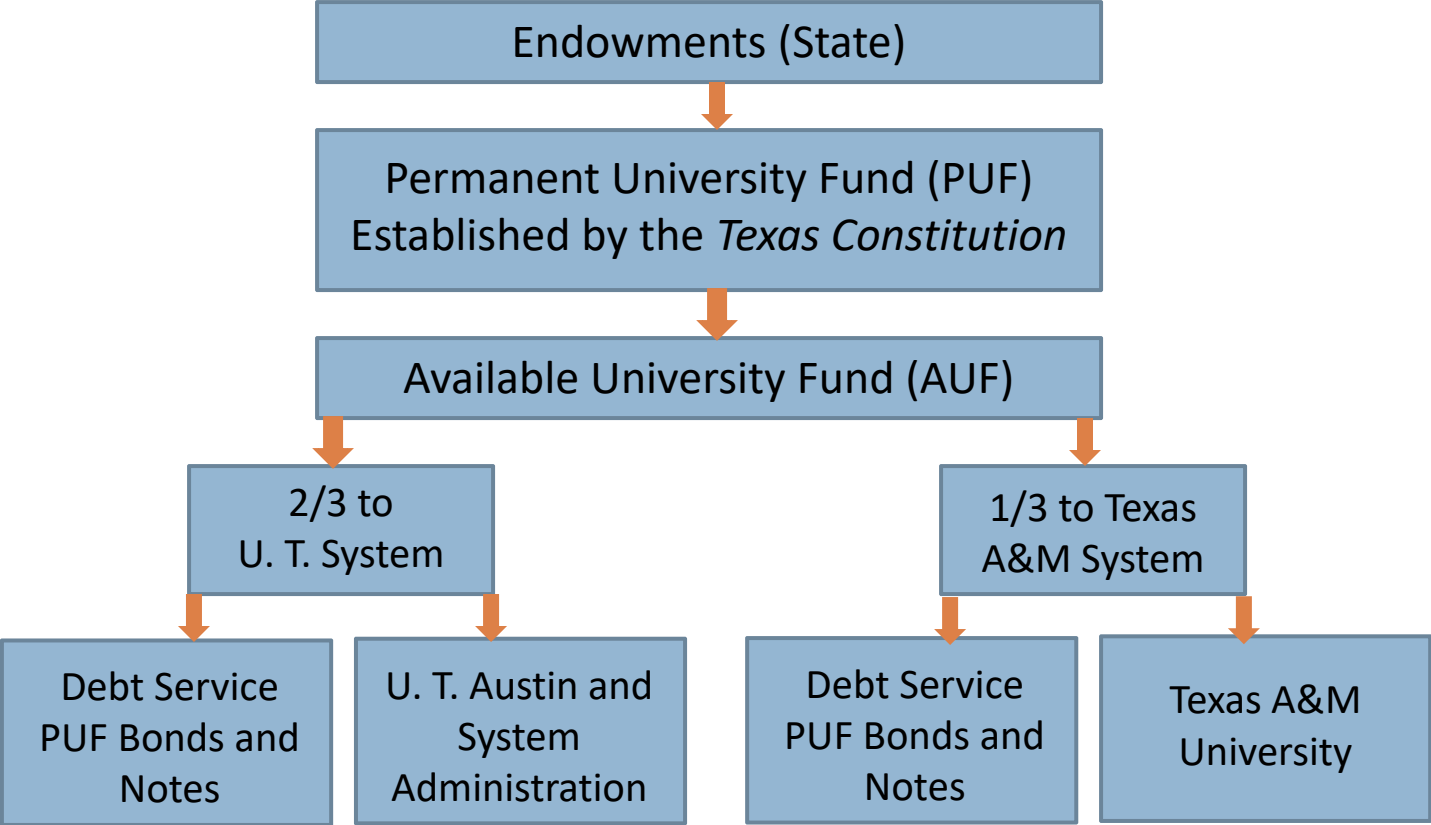 Endowments (State)
Permanent University Fund (PUF)
Established by the Texas Constitution
Available University Fund (AUF)
2/3 to
U. T. System
1/3 to Texas
A&M System
Debt Service
PUF Bonds and
Notes
U. T. Austin and
System
Administration
Debt Service
PUF Bonds and
Notes
Texas A&M
University